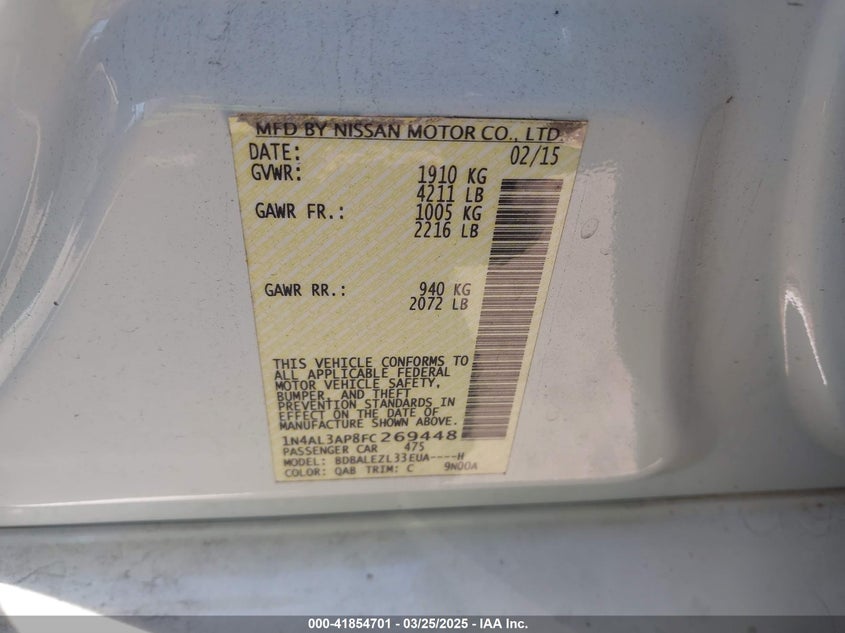 MFD BY NISSAN MOTOR CO., LTD.
DATE: 02/15
GVWR: 1910 KG
4211 LB
GAWR FR.: 1005 KG
2216 LB
GAWR RR.: 940 KG
2072 LB
THIS VEHICLE CONFORMS TO
ALL APPLICABLE FEDERAL
MOTOR VEHICLE SAFETY,
BUMPER, AND THEFT
PREVENTION STANDARDS IN
EFFECT ON THE DATE OF
MANUFACTURE SHOWN ABOVE.
1N4AL3AP8FC269448
PASSENGER CAR 475
MODEL: BDBALEZL33EUA----H
COLOR: QAB TRIM: C 9N00A
000-41854701 - 03/25/2025 - IAA Inc.